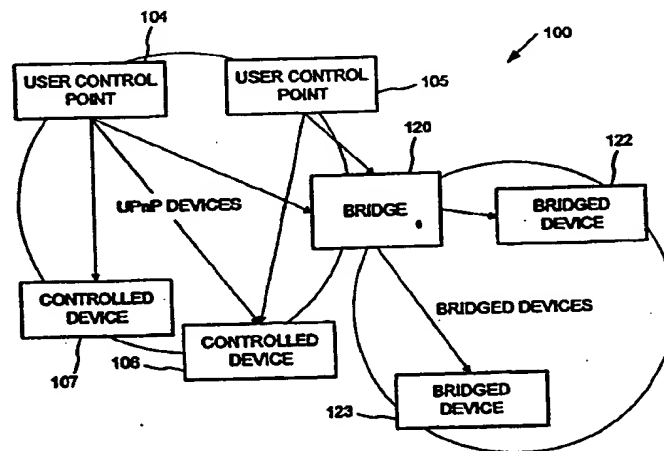 104
100
USER CONTROL
POINT
USER CONTROL
POINT
105
120
122
UPnP DEVICES
BRIDGE
BRIDGED
DEVICE
CONTROLLED
DEVICE
107
106
CONTROLLED
DEVICE
BRIDGED DEVICES
BRIDGED
DEVICE
123